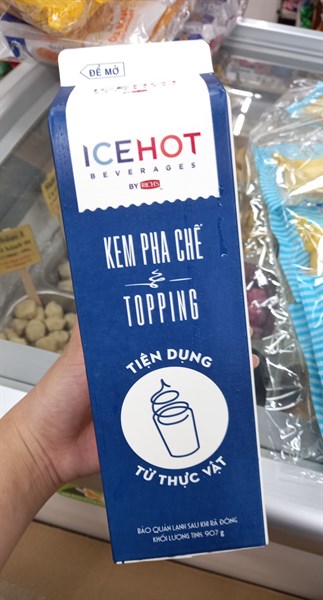 ĐỂ MỞ
ICEHOT
BEVERAGES
BY RICH'S
KEM PHA CHẾ
&
TOPPING
TIỆN DỤNG
TỪ THỰC VẬT
BẢO QUẢN LẠNH SAU KHI RÃ ĐÔNG
KHỐI LƯỢNG TỊNH: 907 g